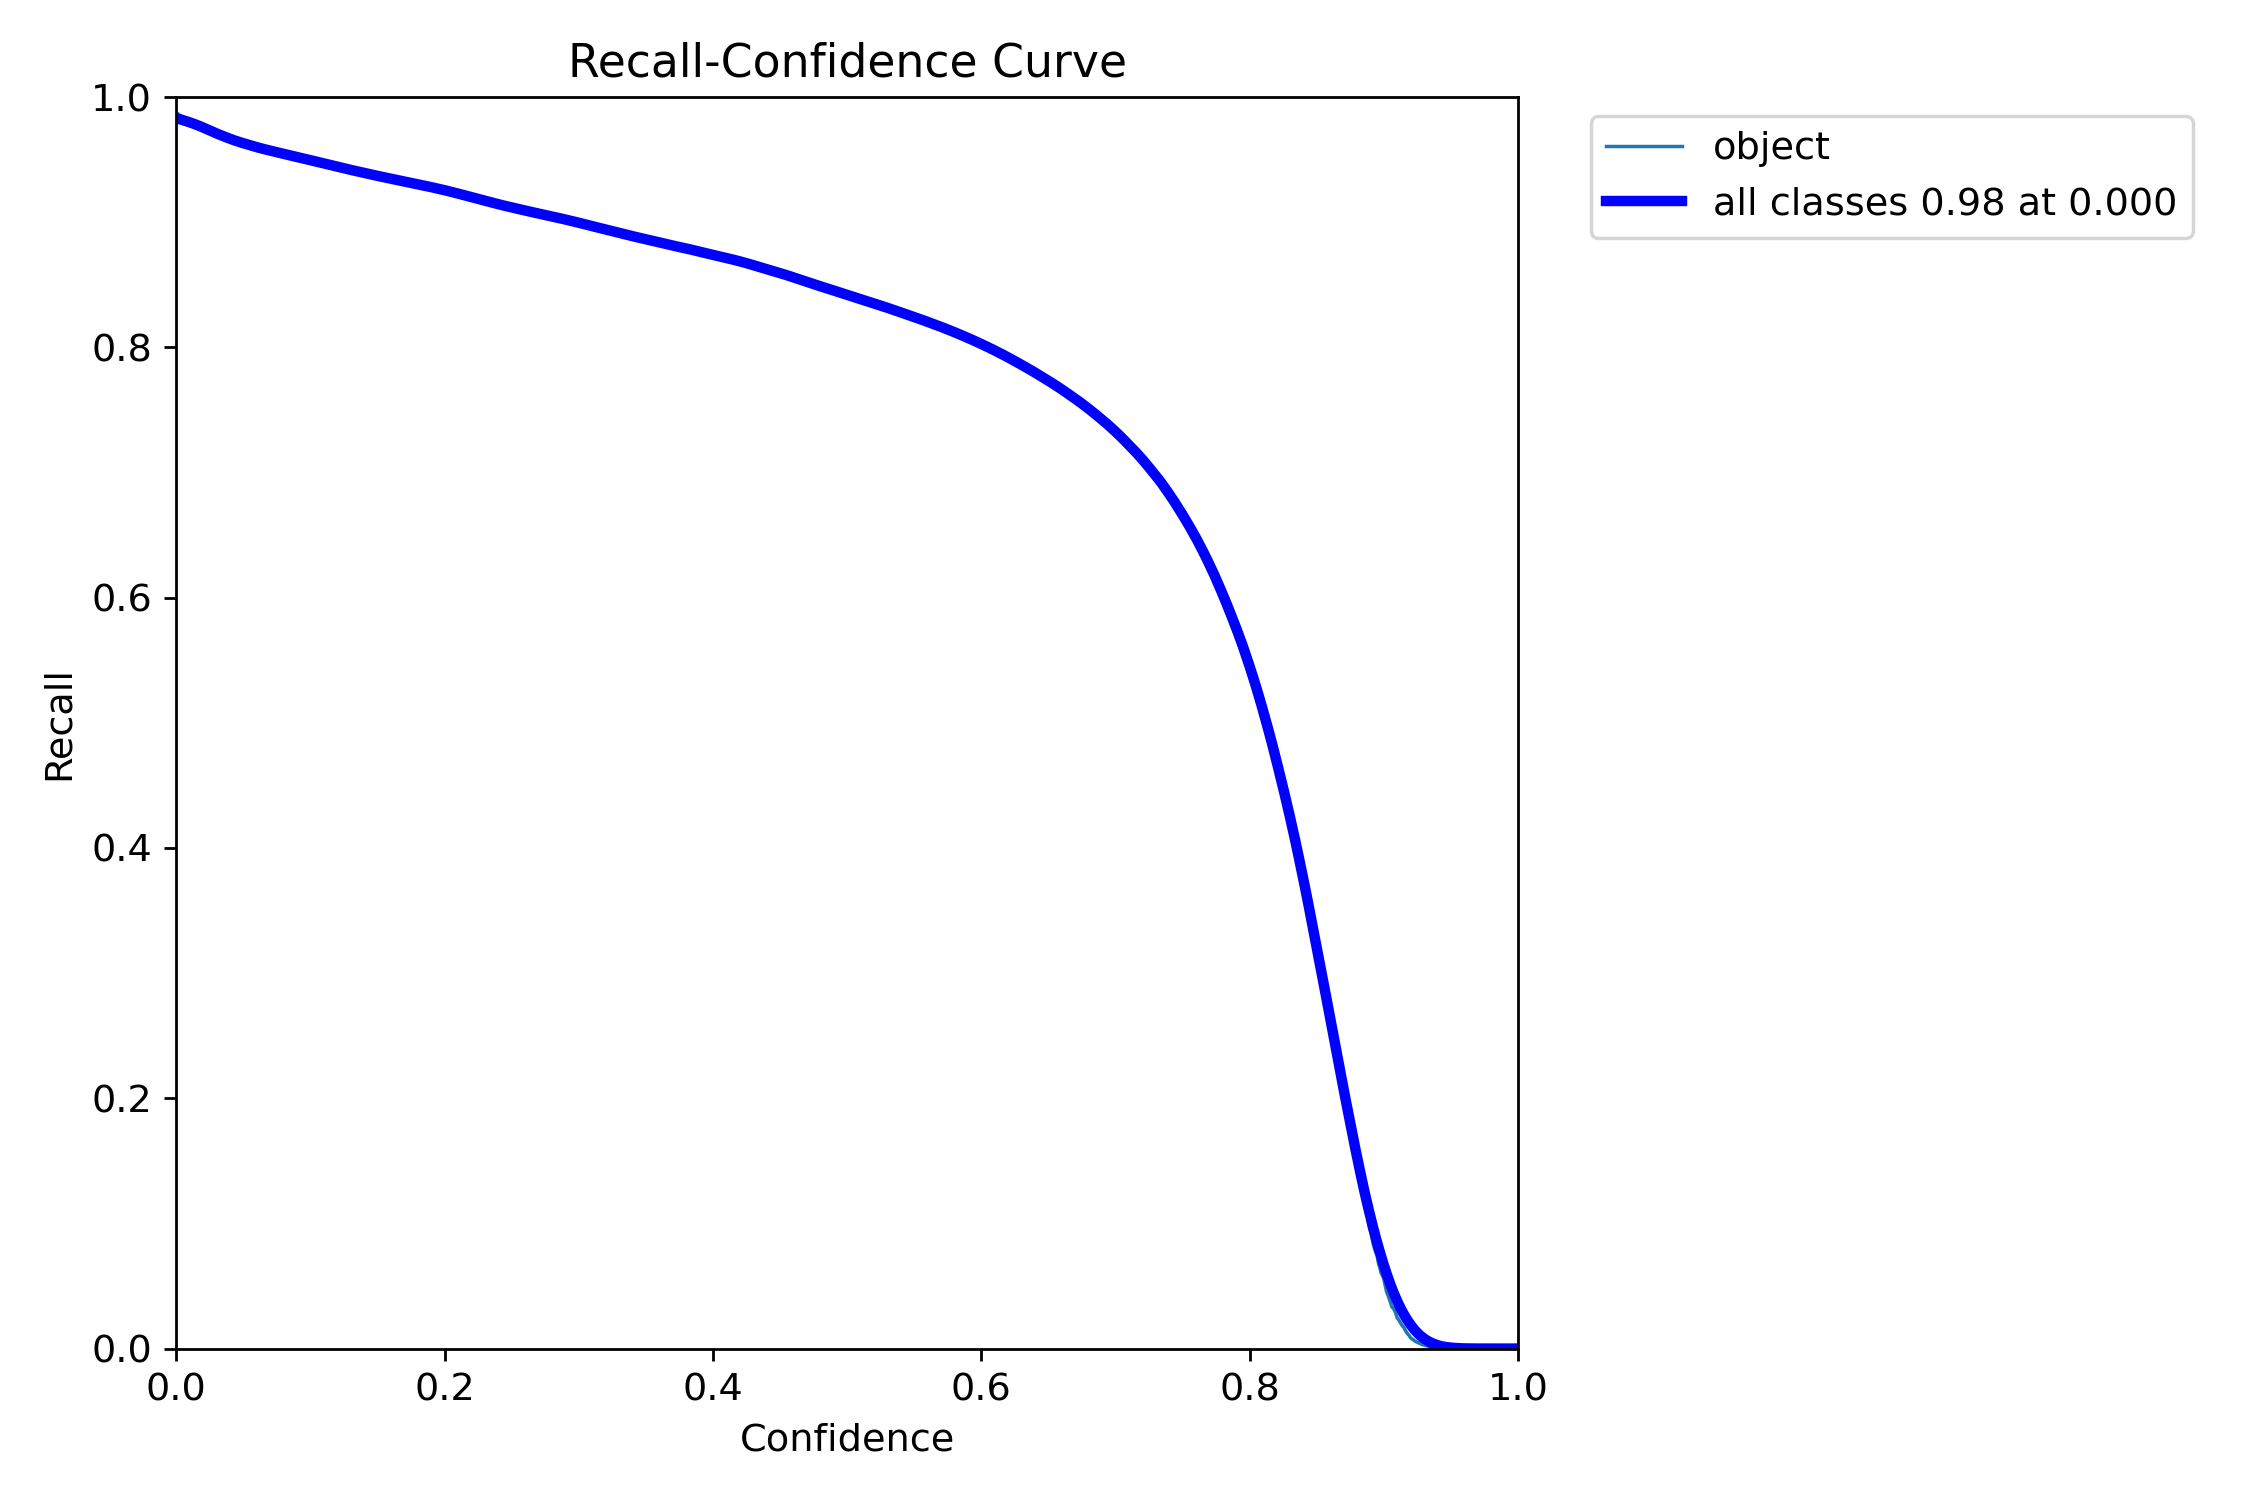 Recall-Confidence Curve
object
all classes 0.98 at 0.000
1.0
0.8
0.6
0.4
0.2
0.0
Recall
0.0 0.2 0.4 0.6 0.8 1.0
Confidence